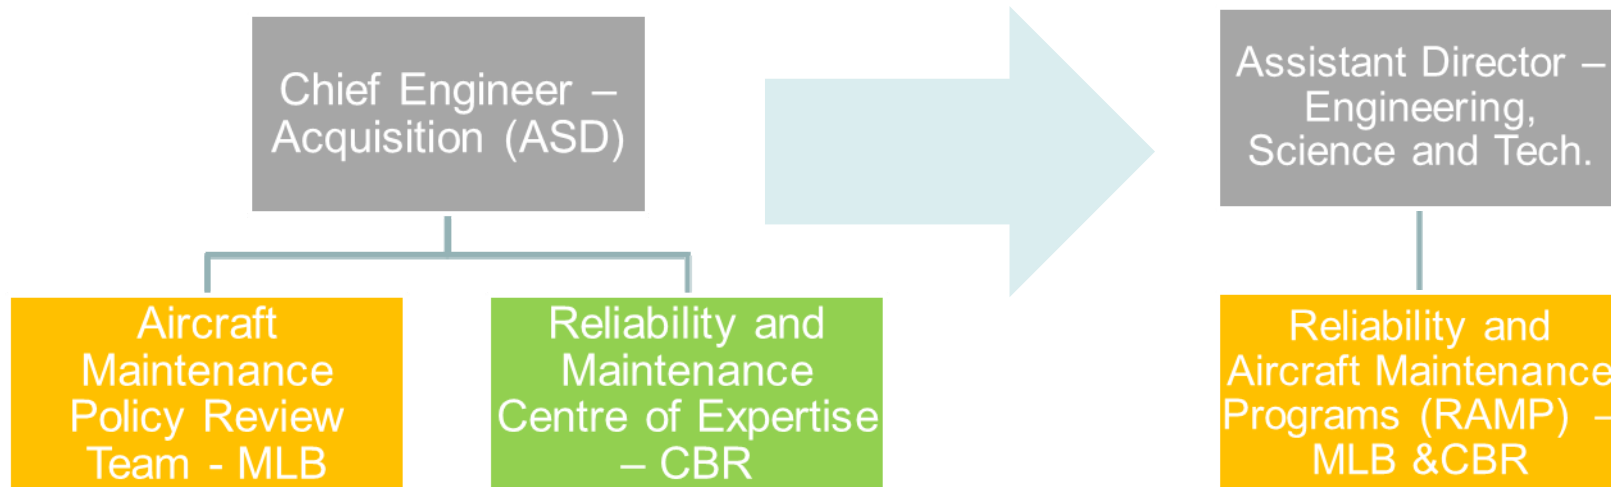 Chief Engineer –
Acquisition (ASD)
Aircraft
Maintenance
Policy Review
Team - MLB
Reliability and
Maintenance
Centre of Expertise
– CBR
Assistant Director –
Engineering,
Science and Tech.
Reliability and
Aircraft Maintenance
Programs (RAMP) –
MLB &CBR